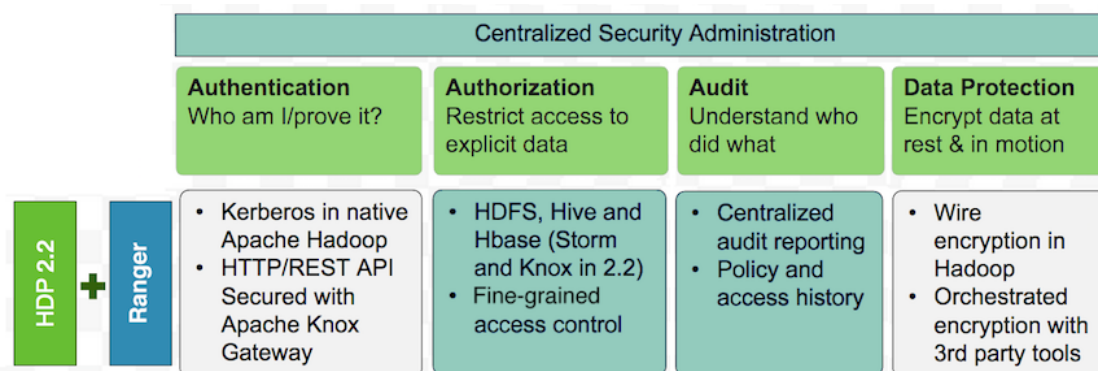 Centralized Security Administration
Authentication
Who am I/prove it?
Authorization
Restrict access to
explicit data
Audit
Understand who
did what
Data Protection
Encrypt data at
rest & in motion
HDP 2.2
+
Ranger
• Kerberos in native
Apache Hadoop
• HTTP/REST API
Secured with
Apache Knox
Gateway
• HDFS, Hive and
Hbase (Storm
and Knox in 2.2)
• Fine-grained
access control
• Centralized
audit reporting
• Policy and
access history
• Wire
encryption in
Hadoop
• Orchestrated
encryption with
3rd party tools